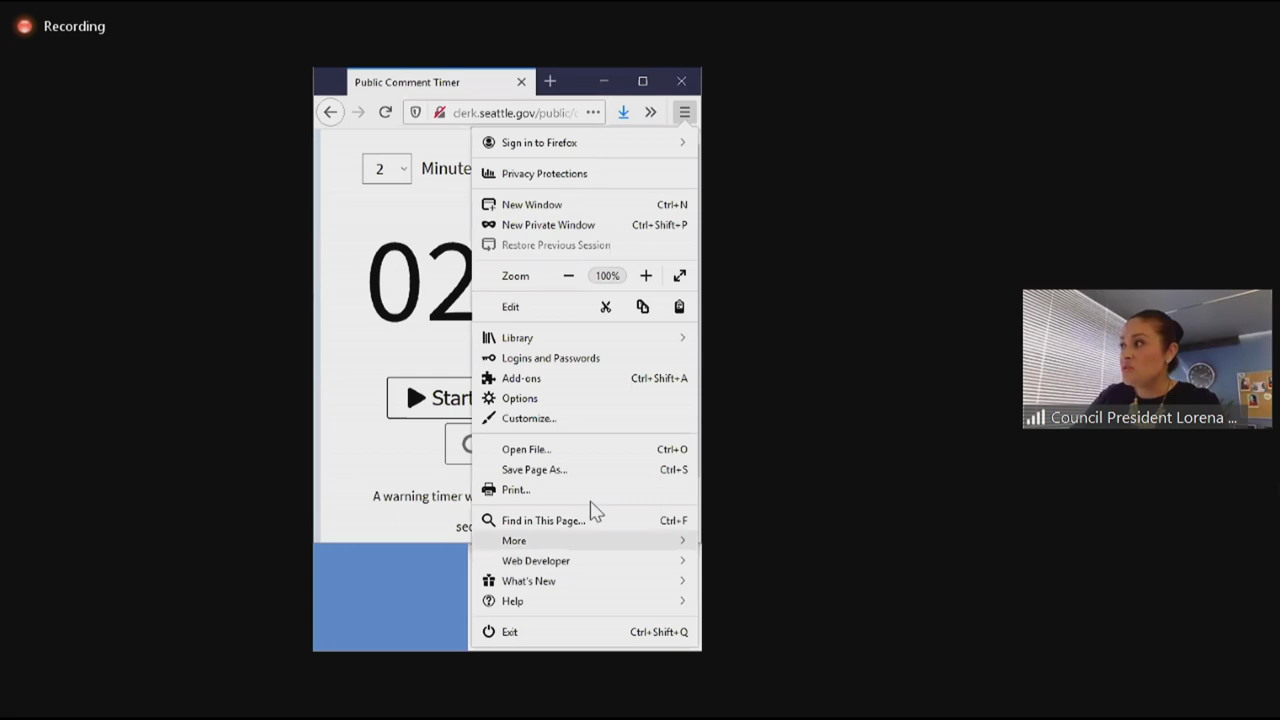 Recording
Public Comment Timer
clerk.seattle.gov/public/
Sign in to Firefox
2 Minute
Privacy Protections
New Window Ctrl+N
New Private Window Ctrl+Shift+P
Restore Previous Session
02
Zoom 100%
Edit
Library
Logins and Passwords
Add-ons Ctrl+Shift+A
Options
Start
Customize...
Open File... Ctrl+O
Save Page As... Ctrl+S
Print...
A warning timer w
Find in This Page... Ctrl+F
sec
More
Web Developer
What's New
Help
Exit Ctrl+Shift+Q
Council President Lorena ...